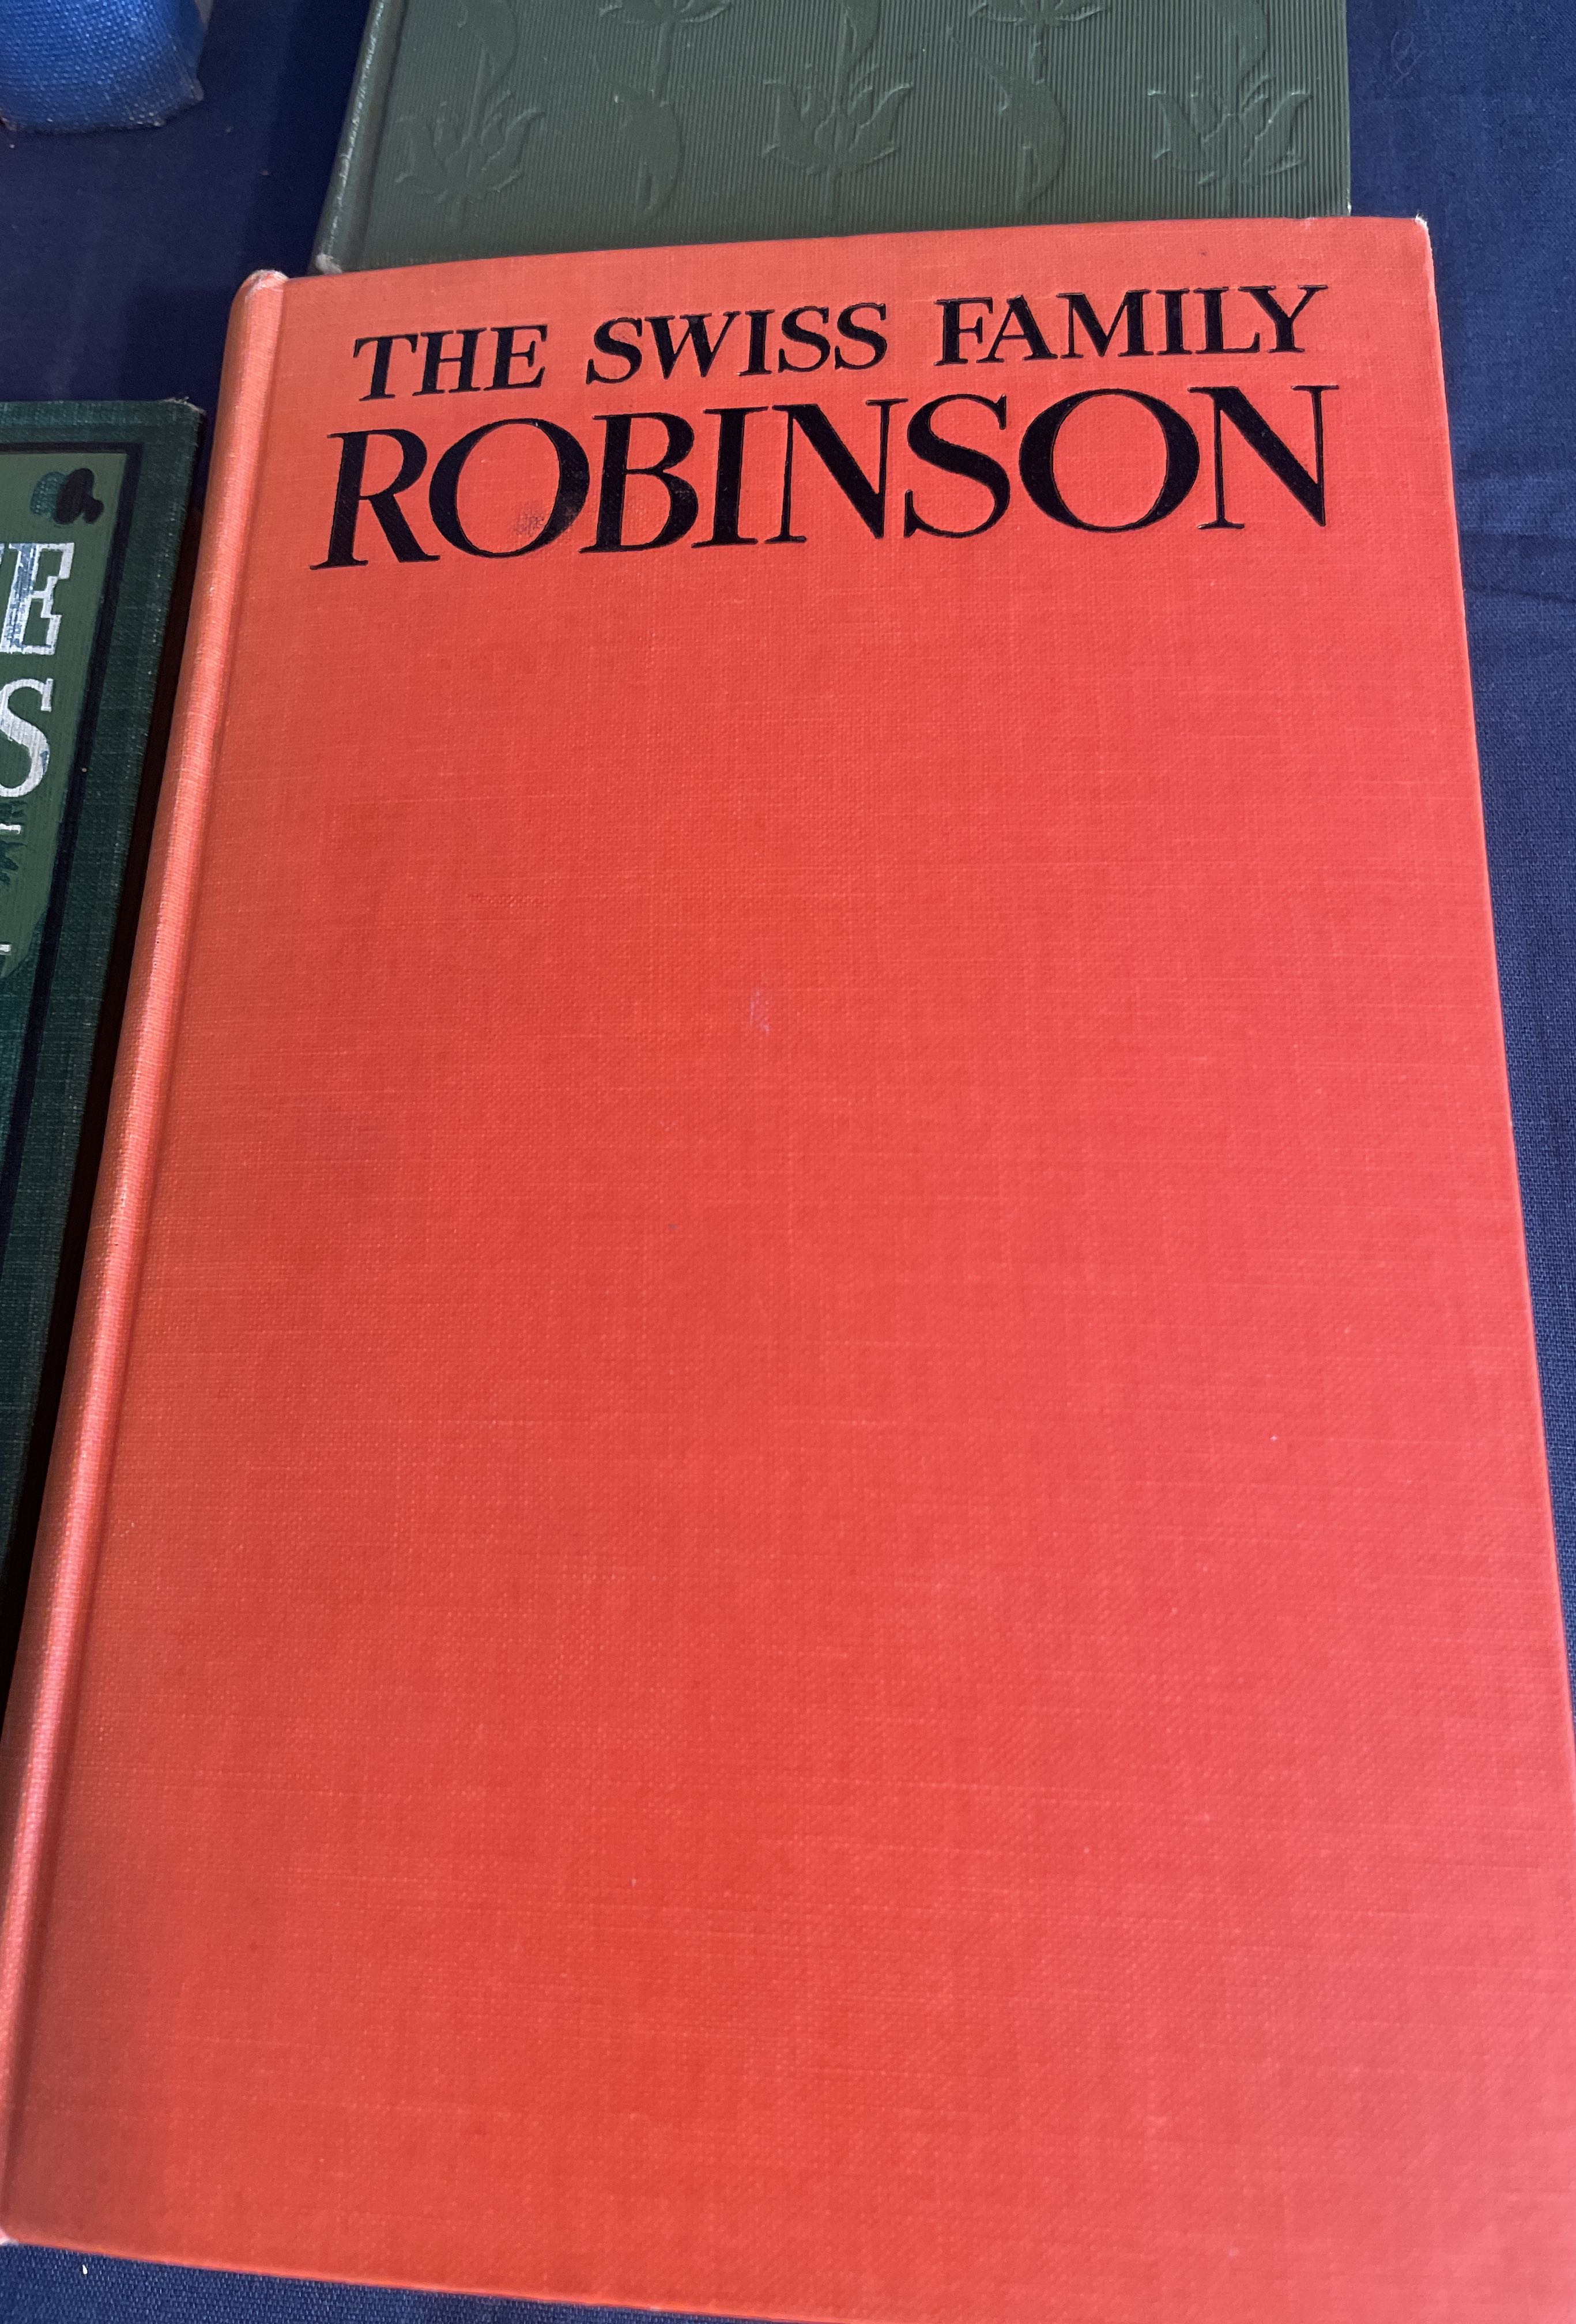 THE SWISS FAMILY
ROBINSON
E
S